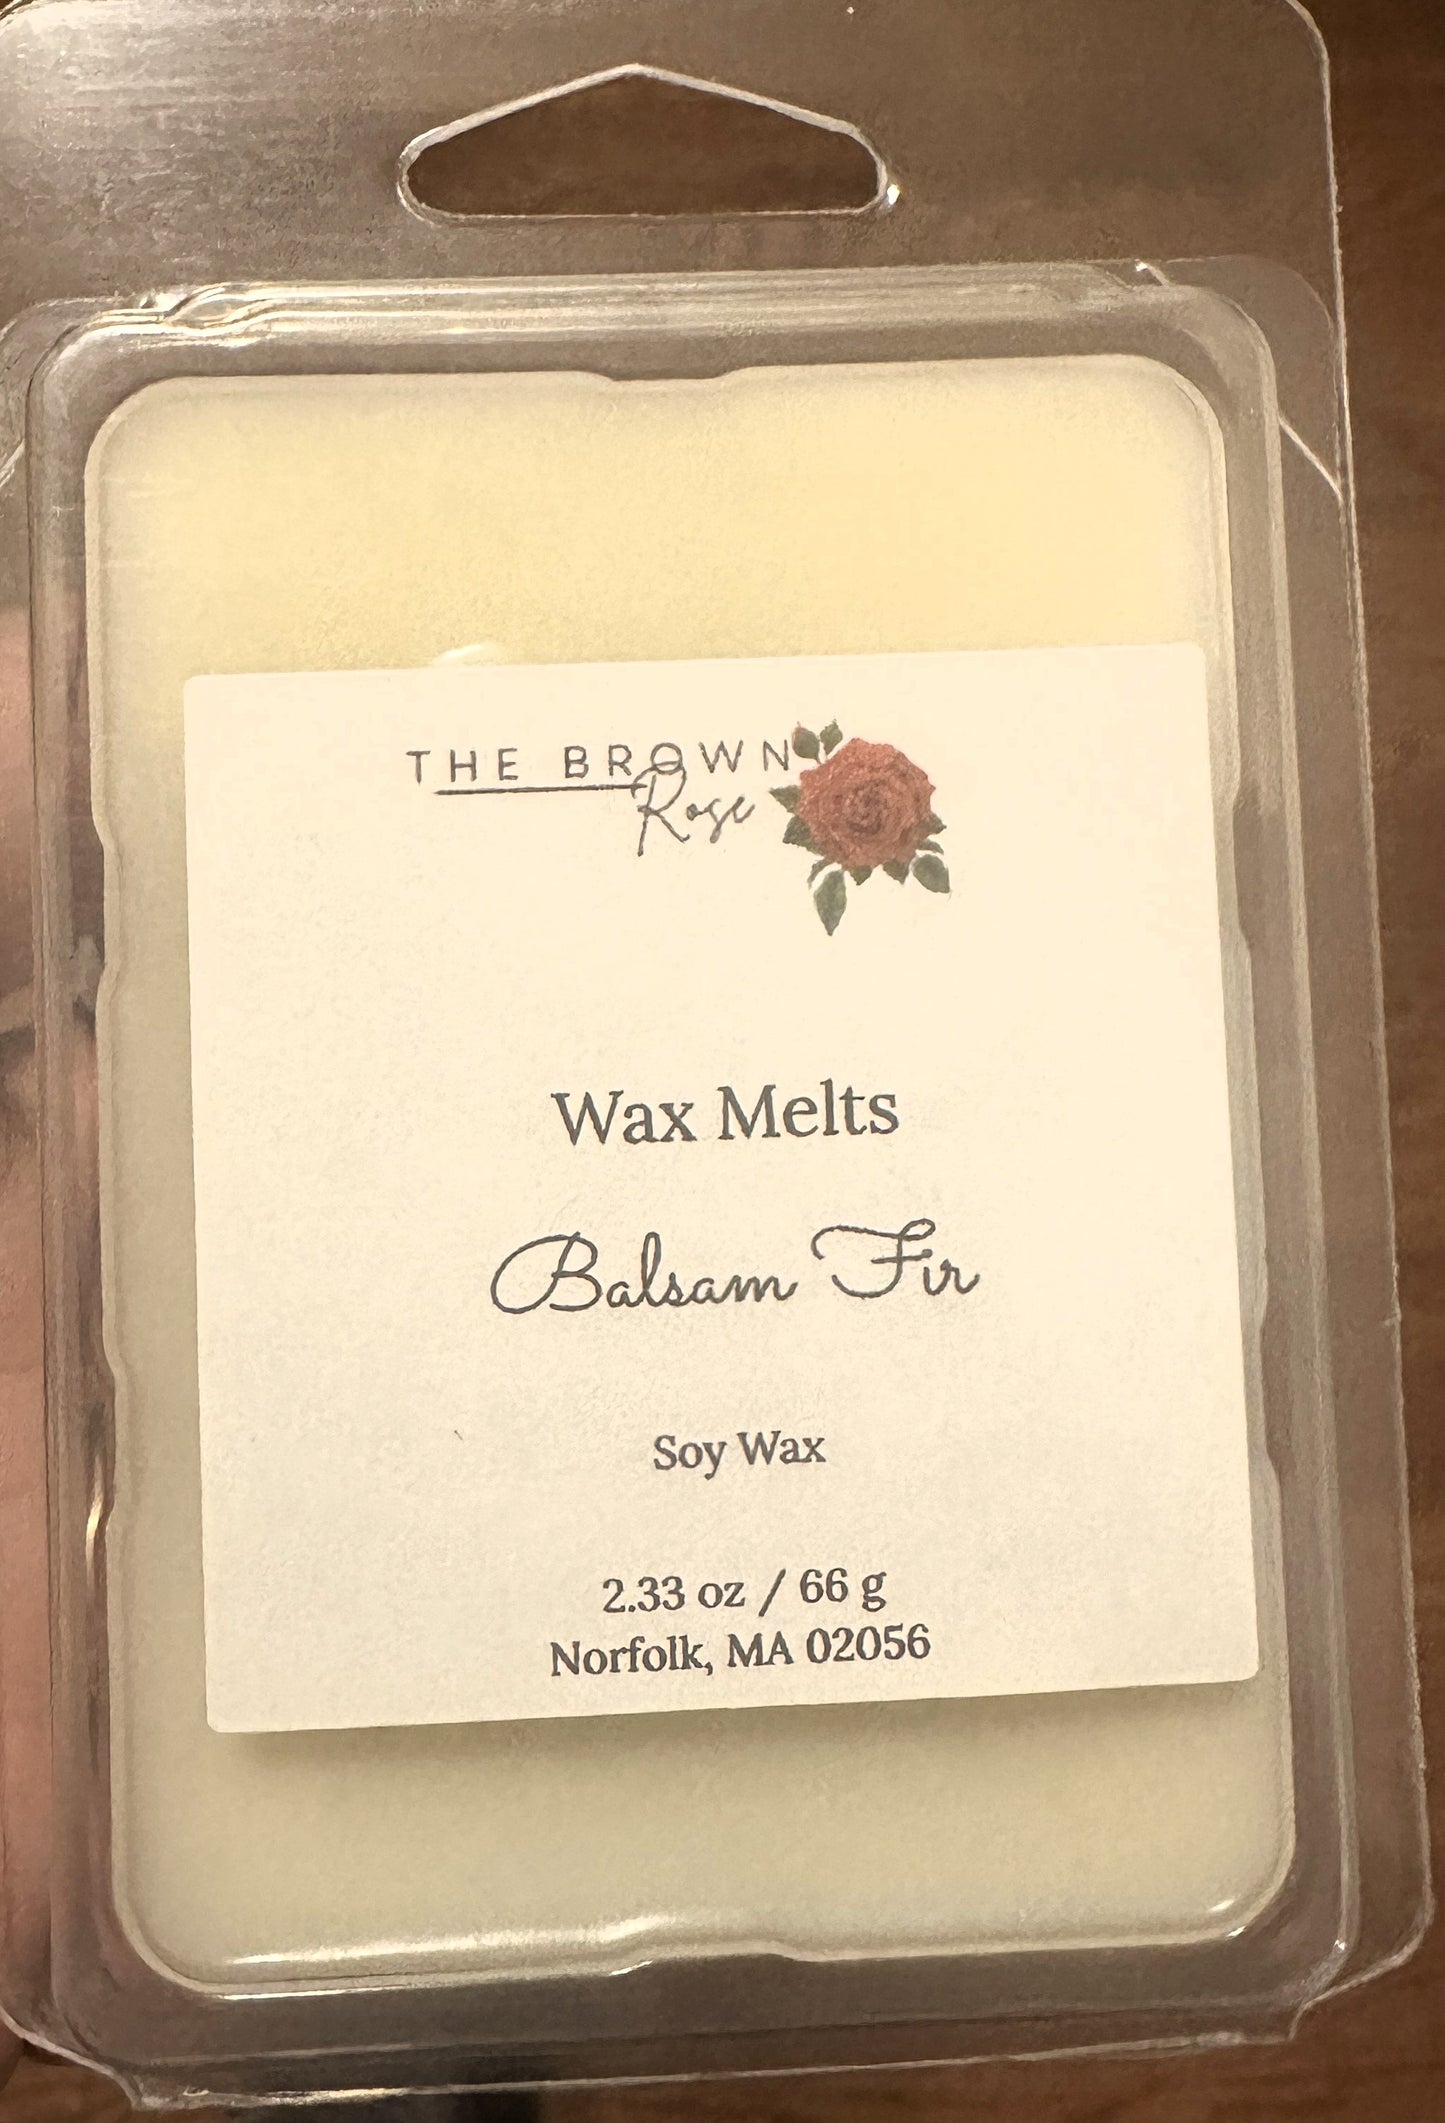 THE BROWN
Rose
Wax Melts
Balsam Fir
Soy Wax
2.33 oz / 66 g
Norfolk, MA 02056